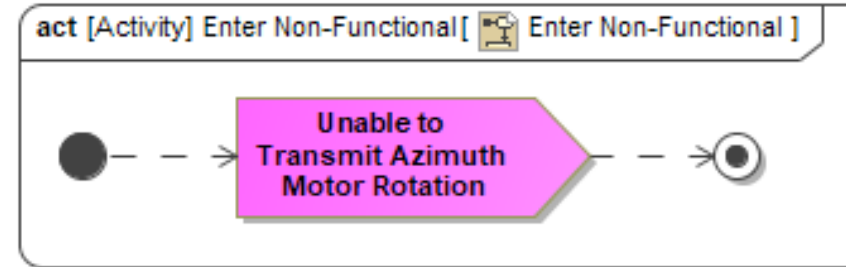 act [Activity] Enter Non-Functional [ Enter Non-Functional ]
Unable to
Transmit Azimuth
Motor Rotation